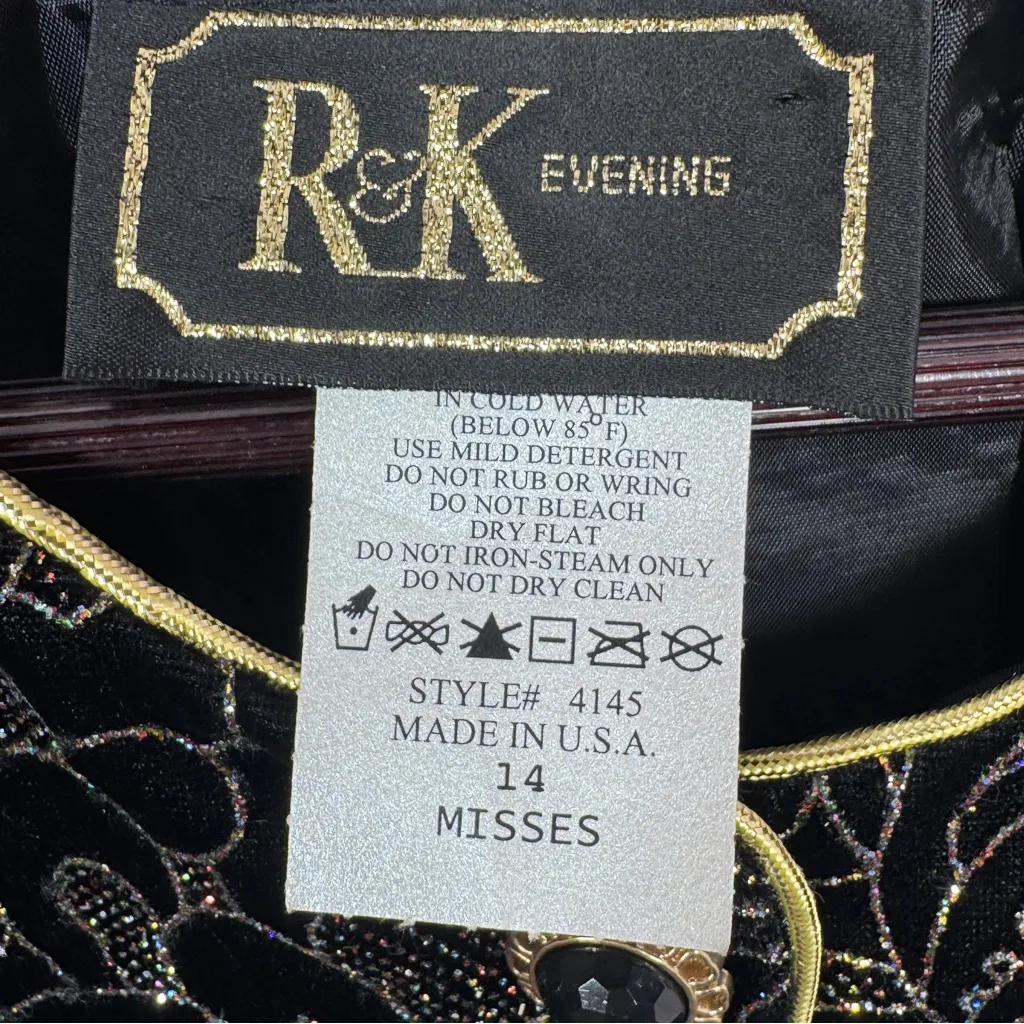 R&K EVENING
IN COLD WATER
(BELOW 85°F)
USE MILD DETERGENT
DO NOT RUB OR WRING
DO NOT BLEACH
DRY FLAT
DO NOT IRON-STEAM ONLY
DO NOT DRY CLEAN
STYLE# 4145
MADE IN U.S.A.
14
MISSES